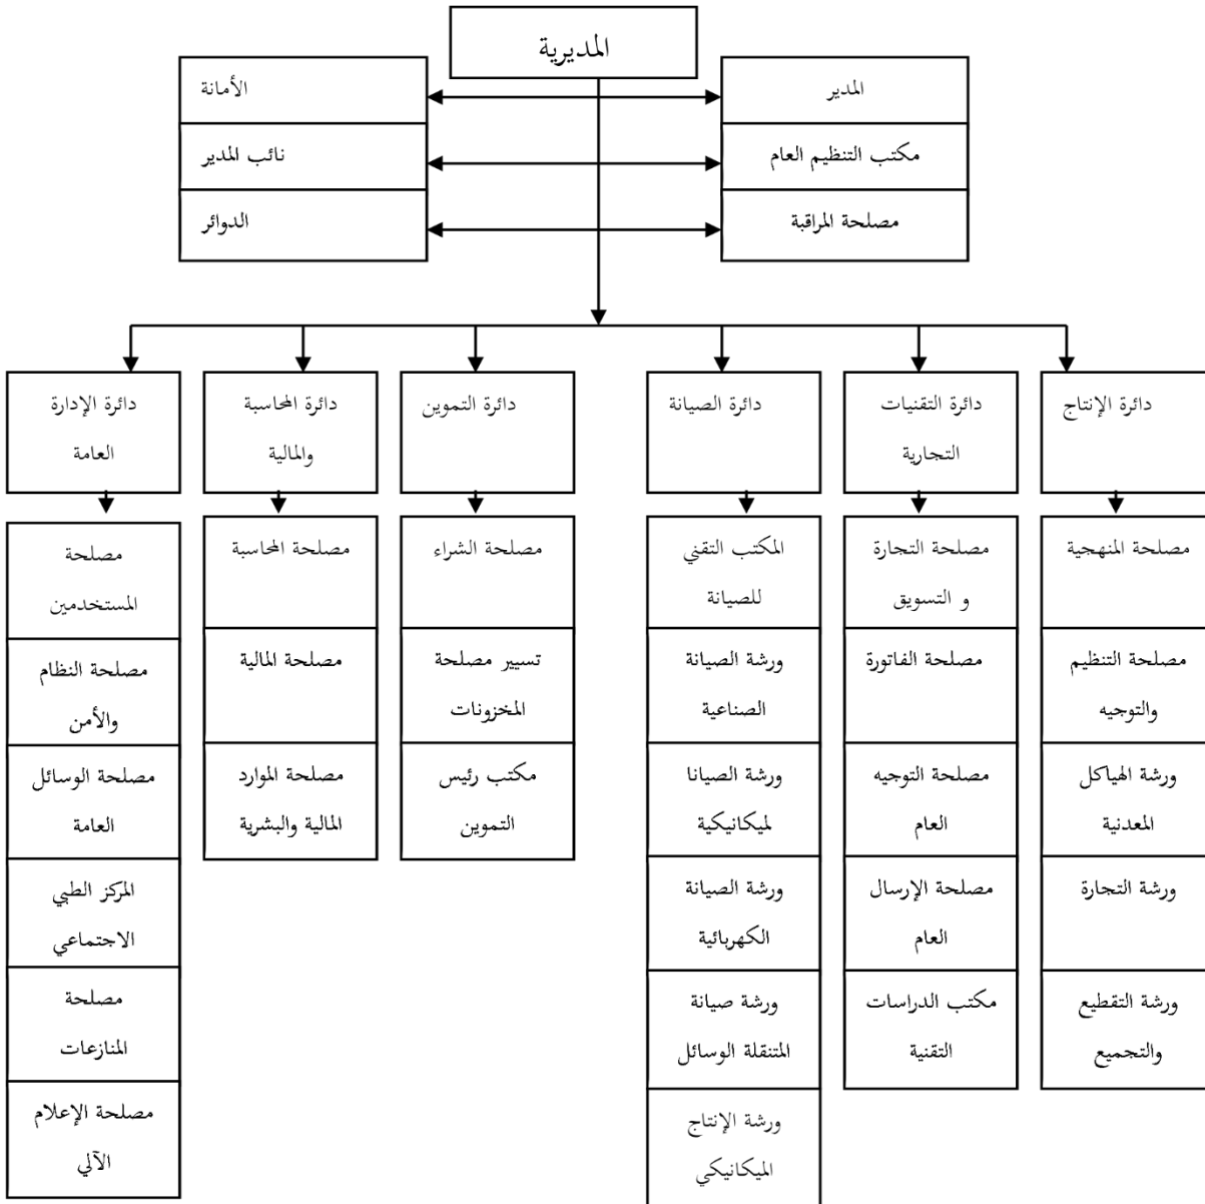 المديرية
المدير
مكتب التنظيم العام
مصلحة المراقبة
الأمانة
نائب المدير
الدوائر
دائرة الإنتاج
دائرة التقنيات
التجارية
دائرة الصيانة
دائرة التموين
دائرة المحاسبة
والمالية
دائرة الإدارة
العامة
مصلحة المنهجية
مصلحة التنظيم
والتوجيه
ورشة الهياكل
المعدنية
ورشة التجارة
ورشة التقطيع
والتجميع
مصلحة التجارة
و التسويق
مصلحة الفاتورة
مصلحة التوجيه
العام
مصلحة الإرسال
العام
مكتب الدراسات
التقنية
المكتب التقني
للصيانة
ورشة الصيانة
الصناعية
ورشة الصيانا
لميكانيكية
ورشة الصيانة
الكهربائية
ورشة صيانة
المتنقلة الوسائل
ورشة الإنتاج
الميكانيكي
مصلحة الشراء
تسيير مصلحة
المخزونات
مكتب رئيس
التموين
مصلحة المحاسبة
مصلحة المالية
مصلحة الموارد
المالية والبشرية
مصلحة
المستخدمين
مصلحة النظام
والأمن
مصلحة الوسائل
العامة
المركز الطبي
الاجتماعي
مصلحة
المنازعات
مصلحة الإعلام
الآلي